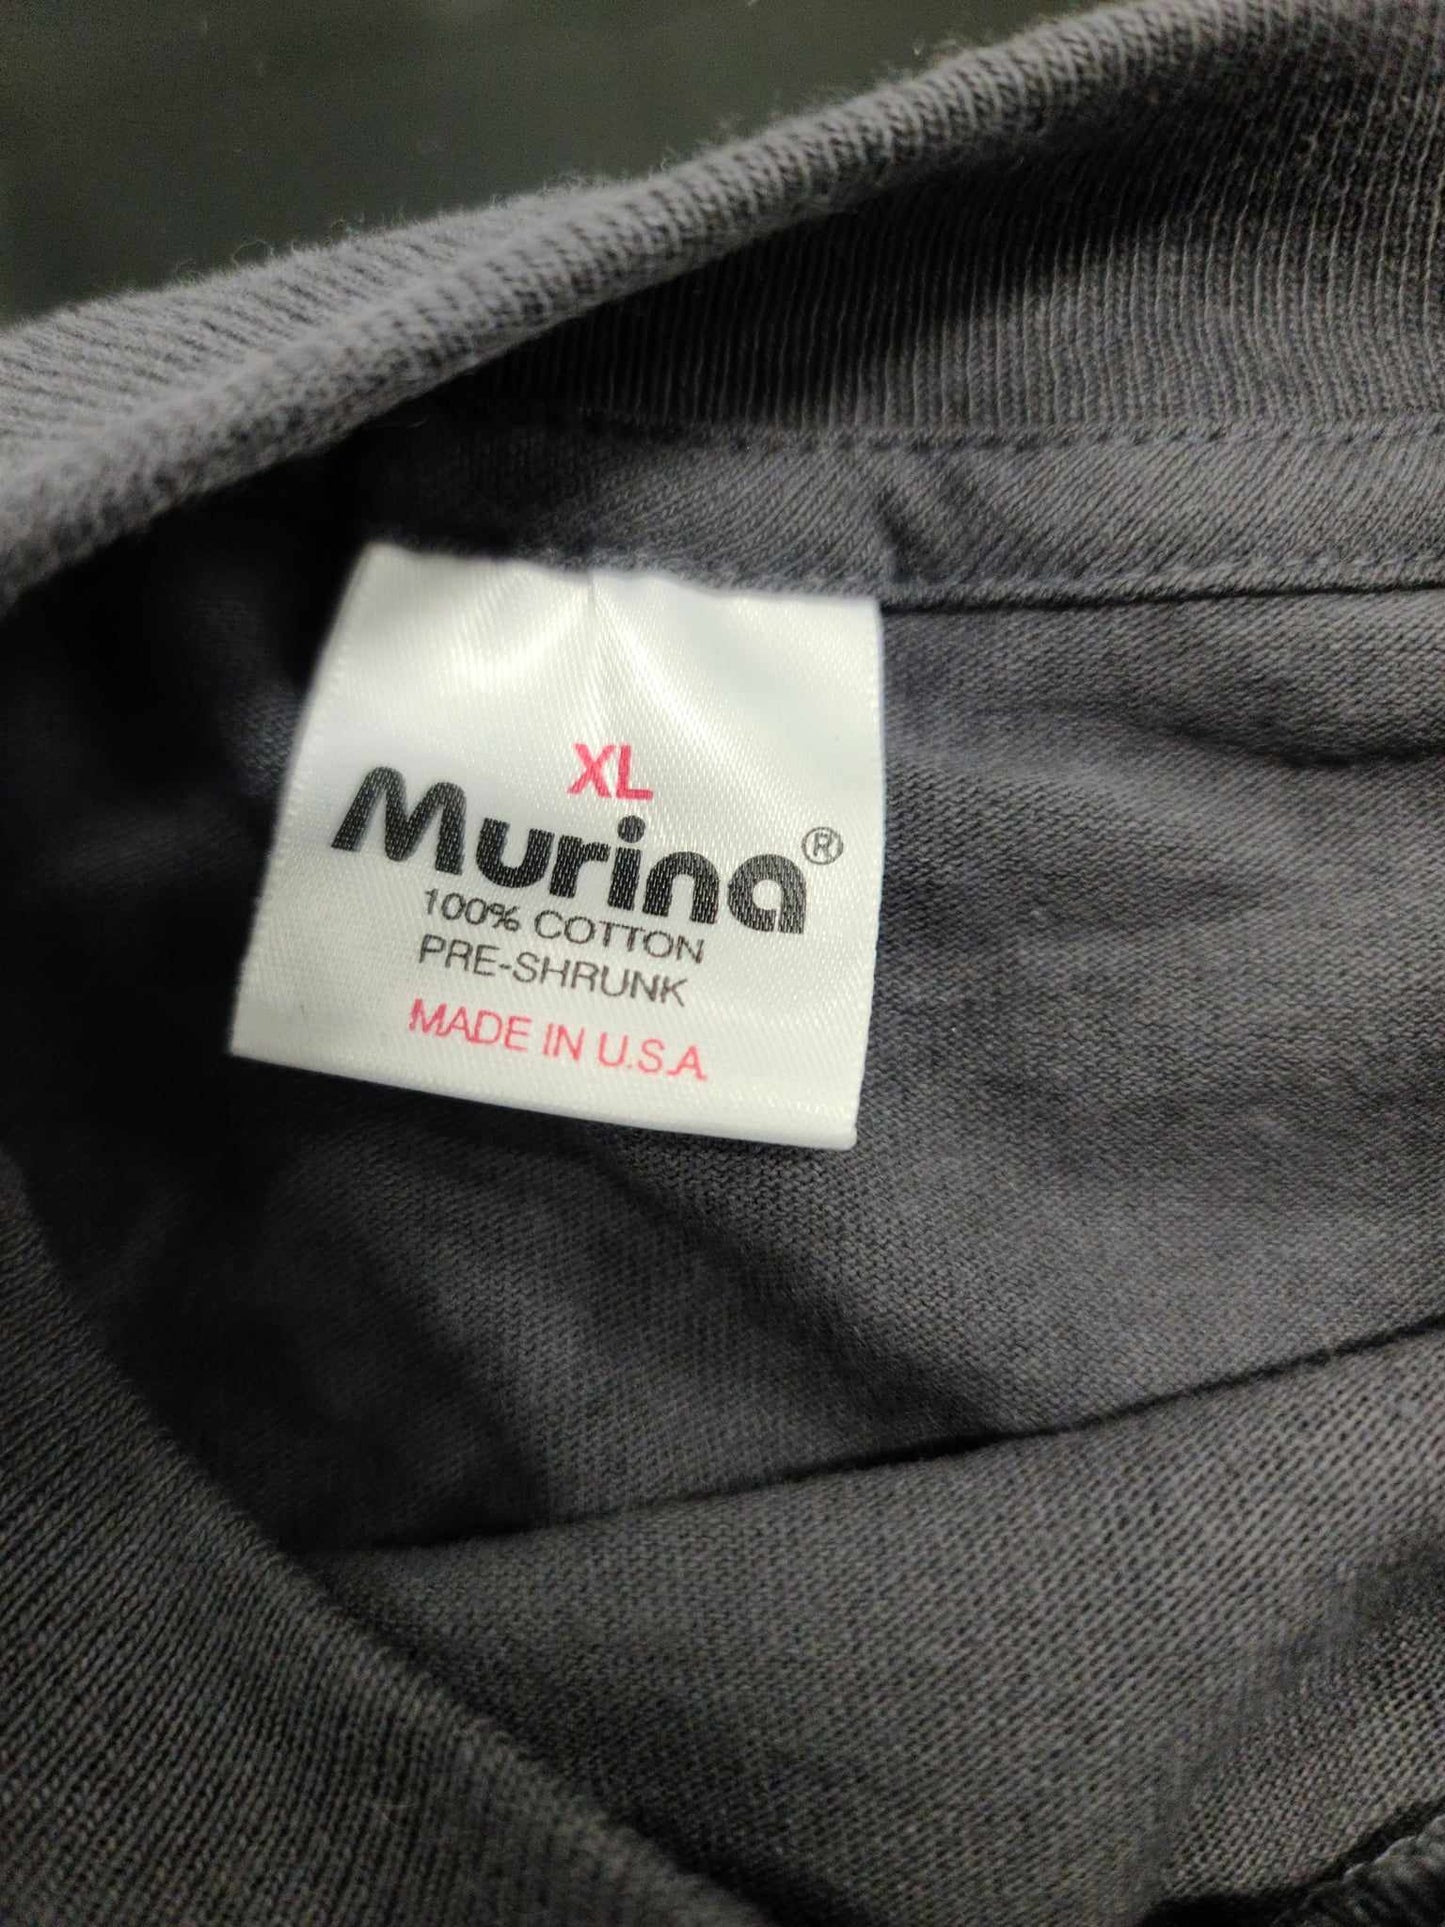 XL
Murina®
100% COTTON
PRE-SHRUNK
MADE IN U.S.A.